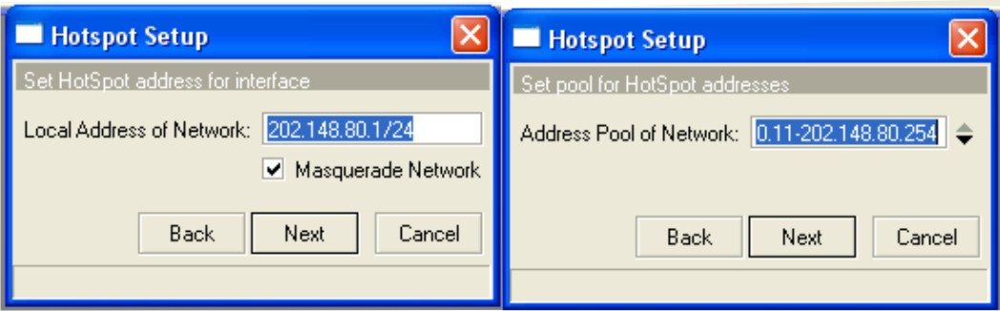 Hotspot Setup
Set HotSpot address for interface
Local Address of Network: 202.148.80.1/24
Masquerade Network
Back Next Cancel
Hotspot Setup
Set pool for HotSpot addresses
Address Pool of Network: 0.11-202.148.80.254
Back Next Cancel